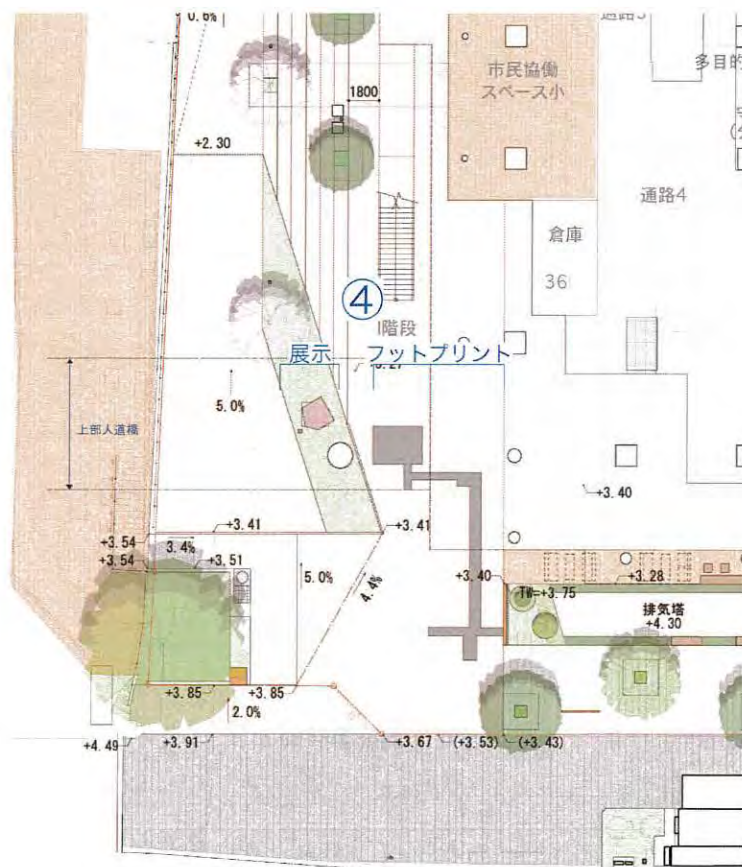 0.6%
通路3
市民協働
スペース小
多目的
1800
+2.30
通路4
倉庫
36
④
階段
展示 フットプリント
5.0%
上部人道橋
+3.40
+3.41 +3.41
+3.54
3.4%
+3.54 +3.51
5.0%
4.4%
+3.40 +3.28
TW=+3.75
排気塔
+4.30
+3.85 +3.85
2.0%
+4.49 +3.91 +3.67 (+3.53) (+3.43)